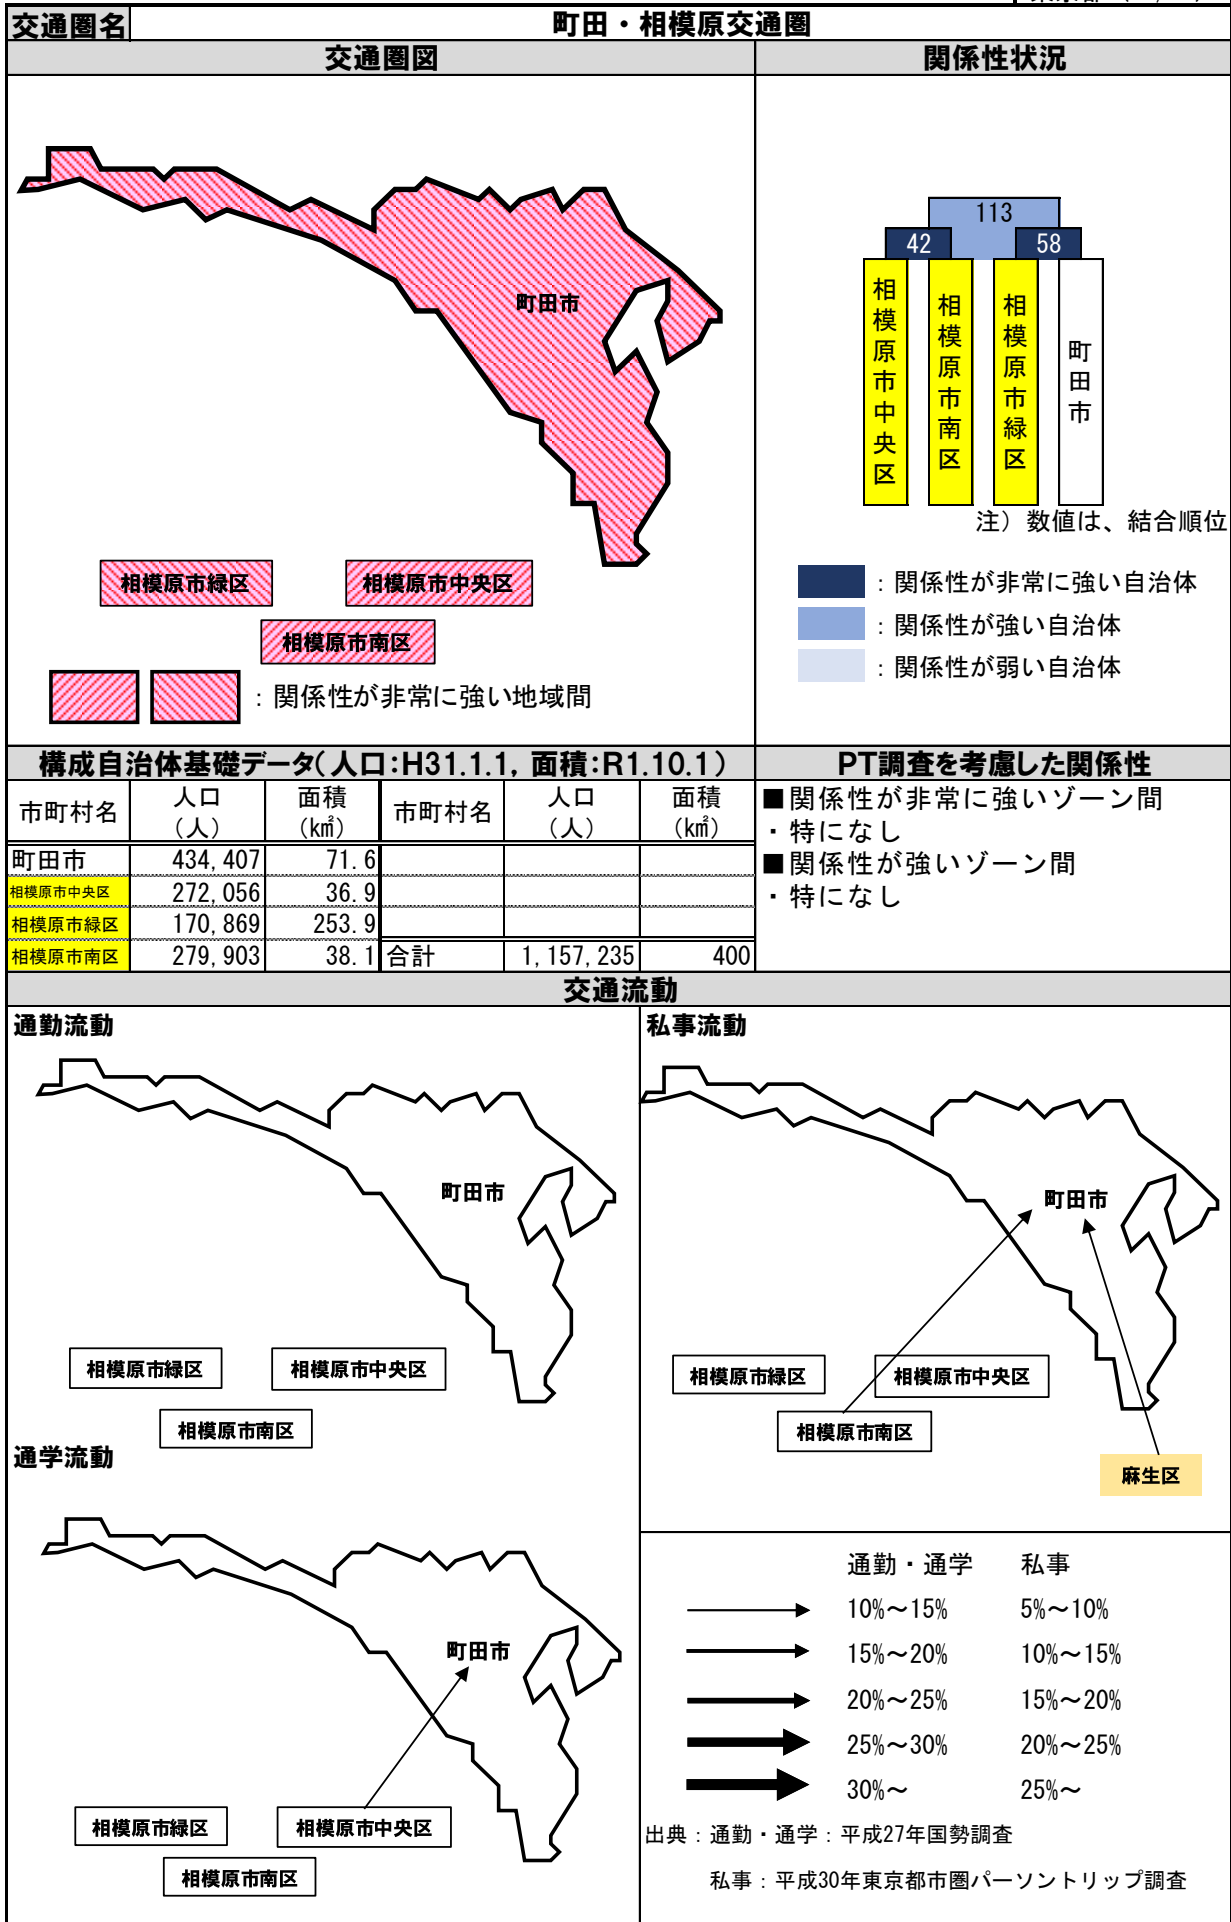 交通圏名
町田・相模原交通圏
交通圏図
関係性状況
町田市
相模原市緑区
相模原市中央区
相模原市南区
：関係性が非常に強い地域間
113
42
58
相模原市中央区
相模原市南区
相模原市緑区
町田市
注）数値は、結合順位
：関係性が非常に強い自治体
：関係性が強い自治体
：関係性が弱い自治体
構成自治体基礎データ（人口：H31.1.1，面積：R1.10.1）
市町村名 人口（人） 面積（km²） 市町村名 人口（人） 面積（km²）
町田市 434,407 71.6
相模原市中央区 272,056 36.9
相模原市緑区 170,869 253.9
相模原市南区 279,903 38.1 合計 1,157,235 400
PT調査を考慮した関係性
■関係性が非常に強いゾーン間
・特になし
■関係性が強いゾーン間
・特になし
交通流動
通勤流動
町田市
相模原市緑区
相模原市中央区
相模原市南区
私事流動
町田市
相模原市緑区
相模原市中央区
相模原市南区
麻生区
通学流動
町田市
相模原市緑区
相模原市中央区
相模原市南区
通勤・通学 私事
10%～15% 5%～10%
15%～20% 10%～15%
20%～25% 15%～20%
25%～30% 20%～25%
30%～ 25%～
出典：通勤・通学：平成27年国勢調査
私事：平成30年東京都市圏パーソントリップ調査